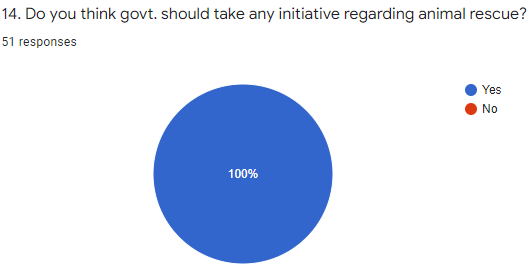 14. Do you think govt. should take any initiative regarding animal rescue?
51 responses
Yes
No
100%